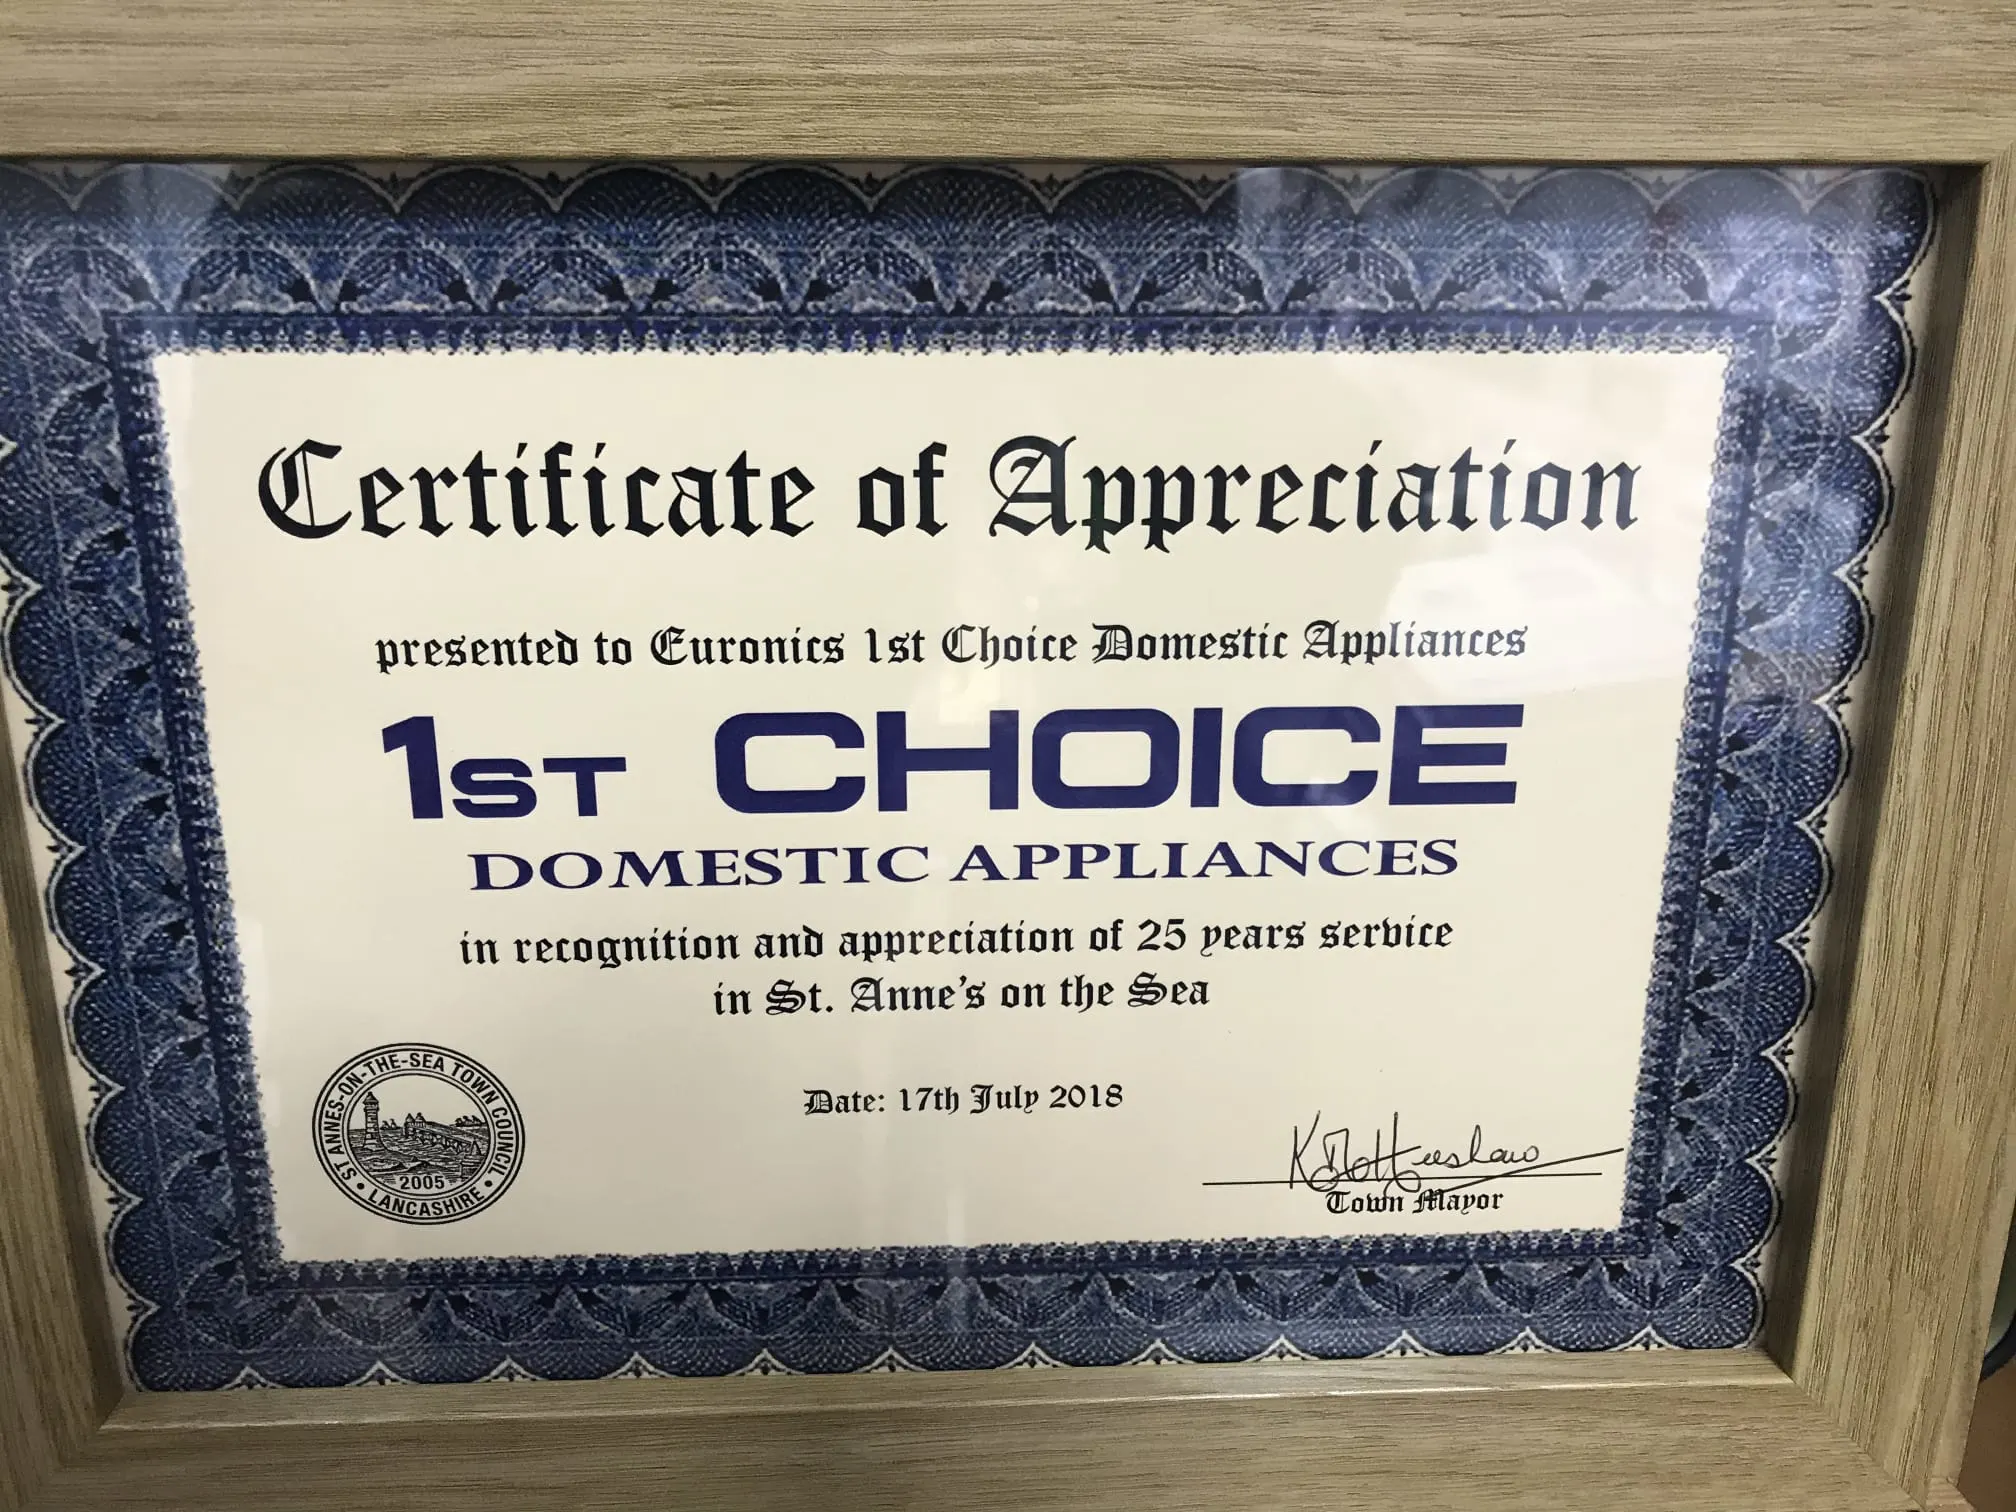 Certificate of Appreciation
presented to Euronics 1st Choice Domestic Appliances
1ST CHOICE
DOMESTIC APPLIANCES
in recognition and appreciation of 25 years service
in St. Anne's on the Sea
Date: 17th July 2018
ST ANNES-ON-THE-SEA TOWN COUNCIL • LANCASHIRE •
2005
Town Mayor